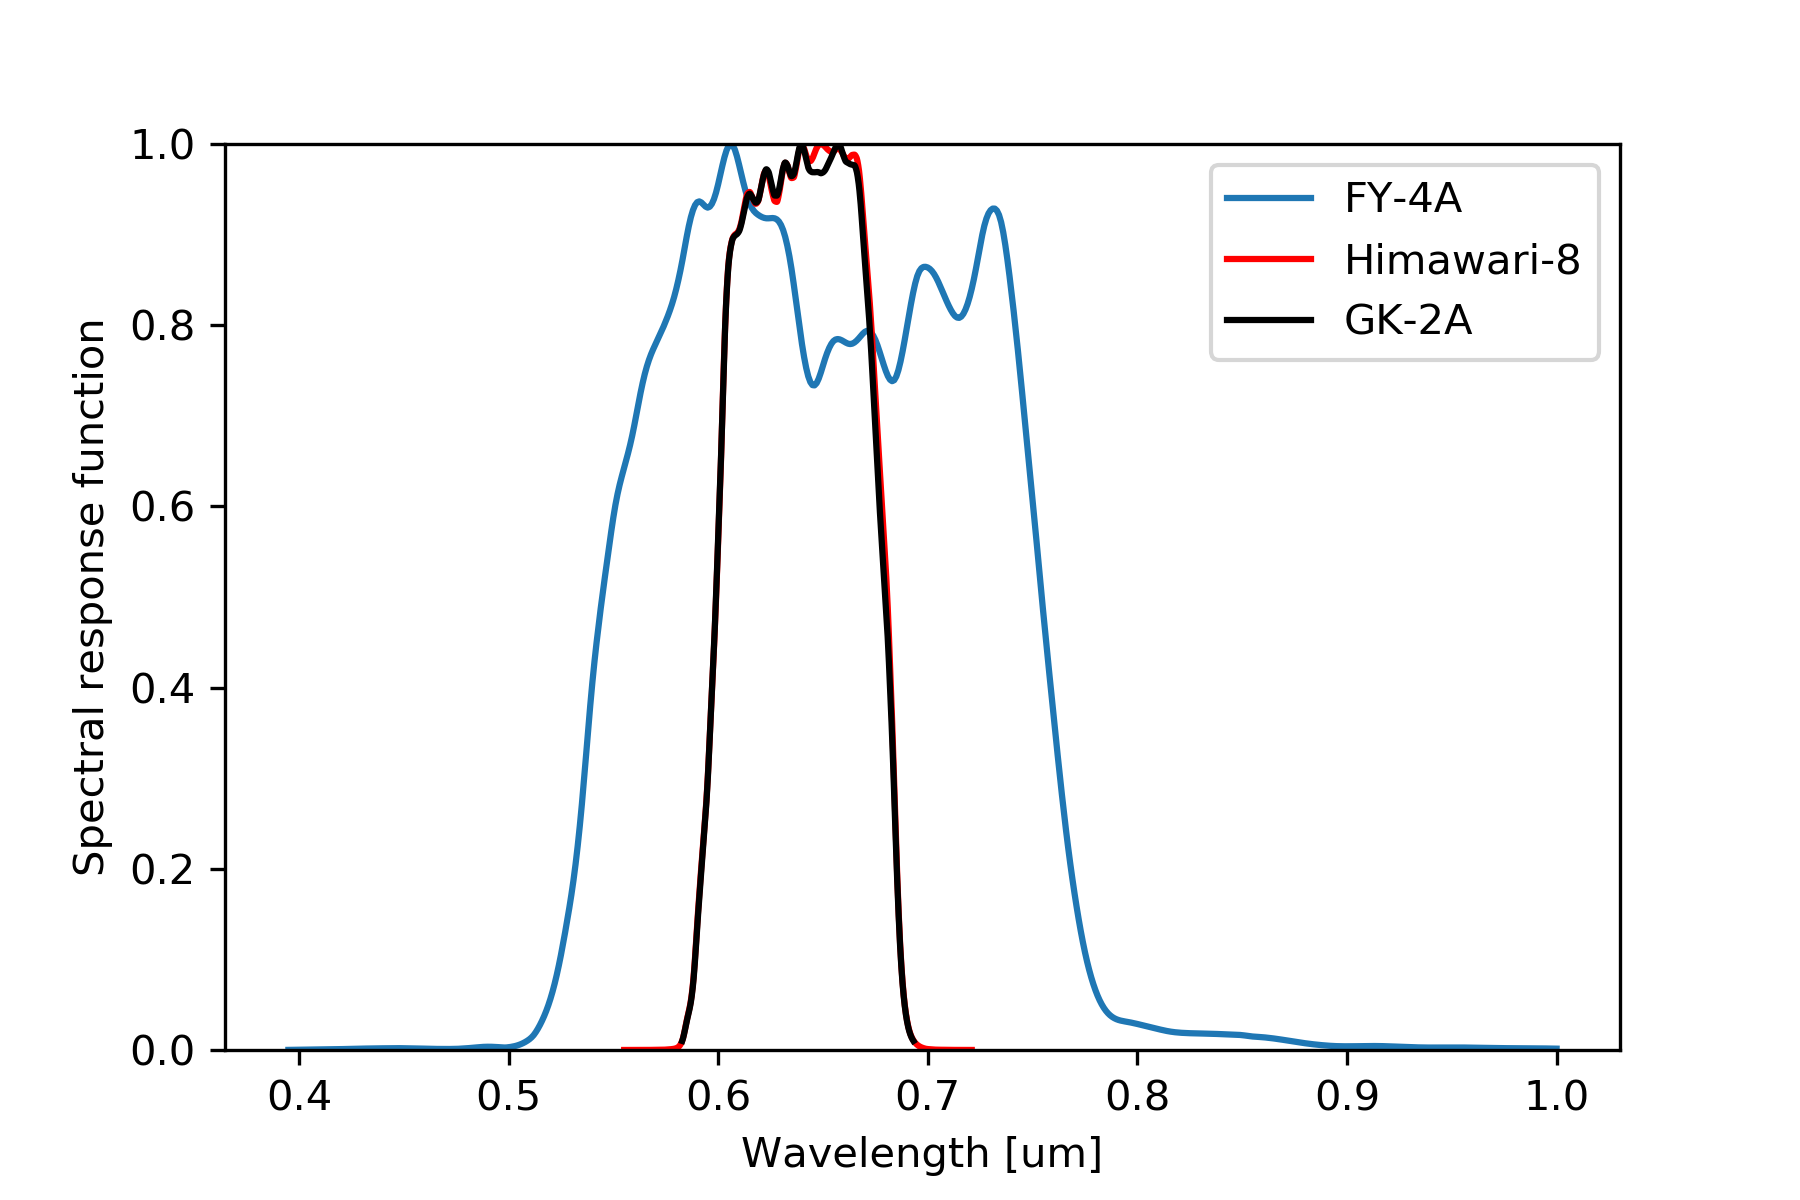 1.0
0.8
0.6
0.4
0.2
0.0
Spectral response function
FY-4A
Himawari-8
GK-2A
0.4 0.5 0.6 0.7 0.8 0.9 1.0
Wavelength [um]